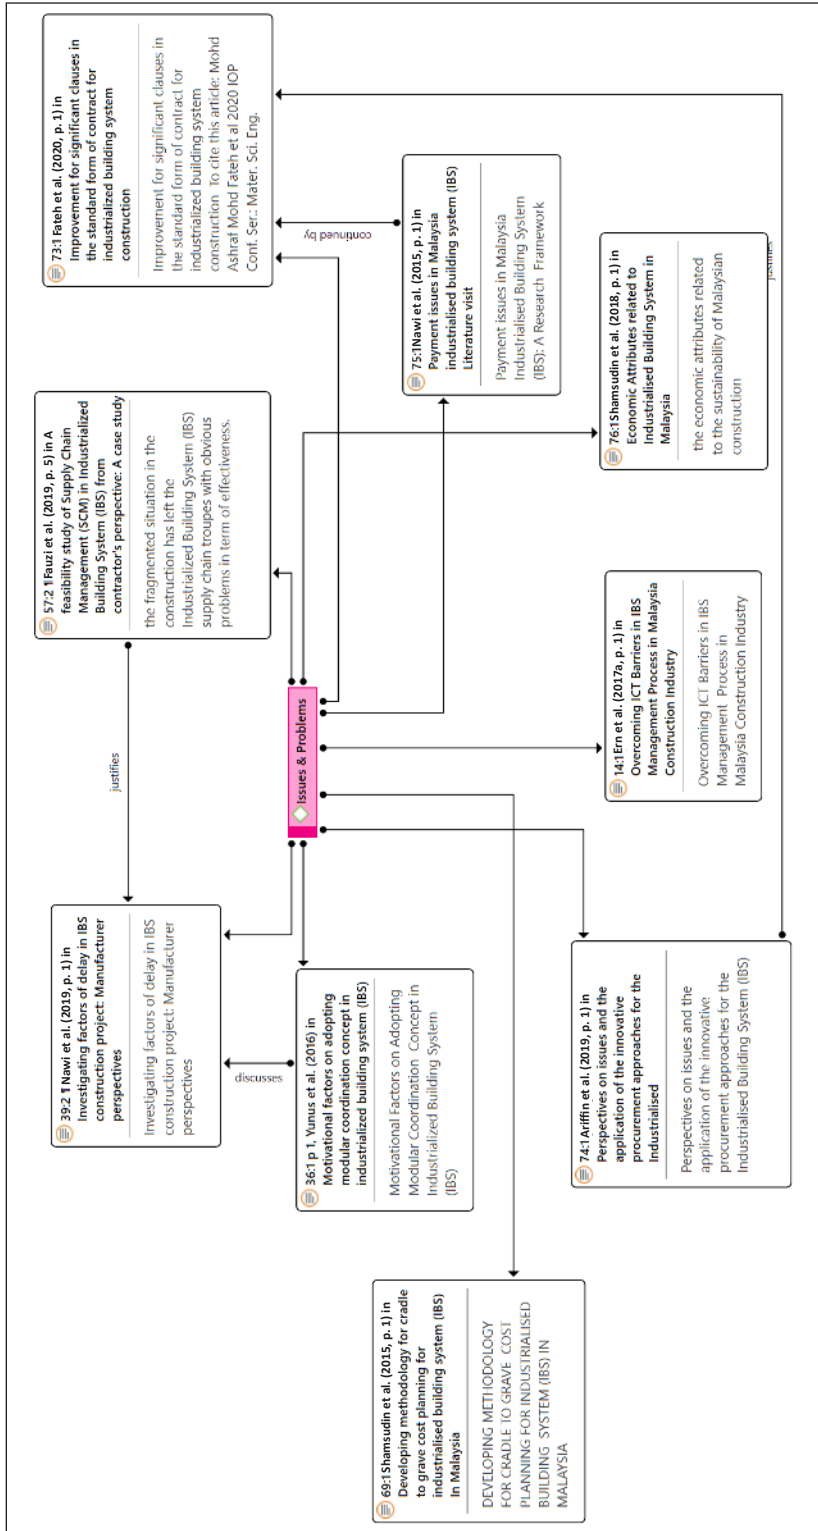 39:2 ¶ Nawi et al. (2019, p. 1) in
Investigating factors of delay in IBS
construction project: Manufacturer
perspectives
Investigating factors of delay in IBS
construction project: Manufacturer
perspectives
justifies
57:2 ¶Fauzi et al. (2019, p. 5) in A
feasibility study of Supply Chain
Management (SCM) in Industrialized
Building System (IBS) from
contractor's perspective: A case study
the fragmented situation in the
construction has left the
Industrialized Building System (IBS)
supply chain troupes with obvious
problems in term of effectiveness.
73:1 Fateh et al. (2020, p. 1) in
Improvement for significant clauses in
the standard form of contract for
industrialized building system
construction
Improvement for significant clauses in
the standard form of contract for
industrialized building system
construction To cite this article: Mohd
Ashraf Mohd Fateh et al 2020 IOP
Conf. Ser.: Mater. Sci. Eng.
discusses
continued by
36:1 p 1, Yunus et al. (2016) in
Motivational factors on adopting
modular coordination concept in
industrialized building system (IBS)
Motivational Factors on Adopting
Modular Coordination Concept in
Industrialized Building System
(IBS)
Issues & Problems
75:1Nawi et al. (2015, p. 1) in
Payment issues in Malaysia
industrialised building system (IBS)
Literature visit
Payment issues in Malaysia
Industrialised Building System
(IBS): A Research Framework
69:1Shamsudin et al. (2015, p. 1) in
Developing methodology for cradle
to grave cost planning for
industrialised building system (IBS)
In Malaysia
DEVELOPING METHODOLOGY
FOR CRADLE TO GRAVE COST
PLANNING FOR INDUSTRIALISED
BUILDING SYSTEM (IBS) IN
MALAYSIA
74:1Ariffin et al. (2019, p. 1) in
Perspectives on issues and the
application of the innovative
procurement approaches for the
Industrialised
Perspectives on issues and the
application of the innovative
procurement approaches for the
Industrialised Building System (IBS)
14:1Ern et al. (2017a, p. 1) in
Overcoming ICT Barriers in IBS
Management Process in Malaysia
Construction Industry
Overcoming ICT Barriers in IBS
Management Process in
Malaysia Construction Industry
76:1Shamsudin et al. (2018, p. 1) in
Economic Attributes related to
Industrialised Building System in
Malaysia
the economic attributes related
to the sustainability of Malaysian
construction
justifies